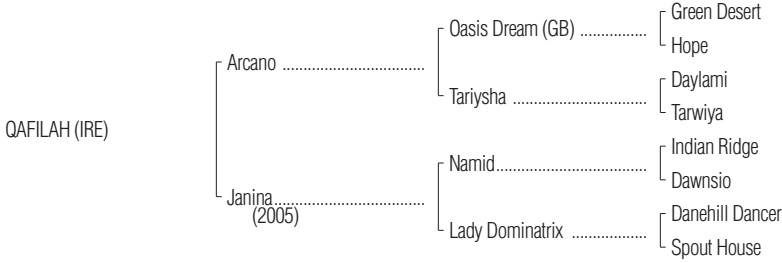 Green Desert
Oasis Dream (GB) ................
Hope
Arcano ..................................
Daylami
Tariysha ................................
Tarwiya
QAFILAH (IRE)
Indian Ridge
Namid....................................
Dawnsio
Janina....................................
(2005)
Danehill Dancer
Lady Dominatrix ..................
Spout House